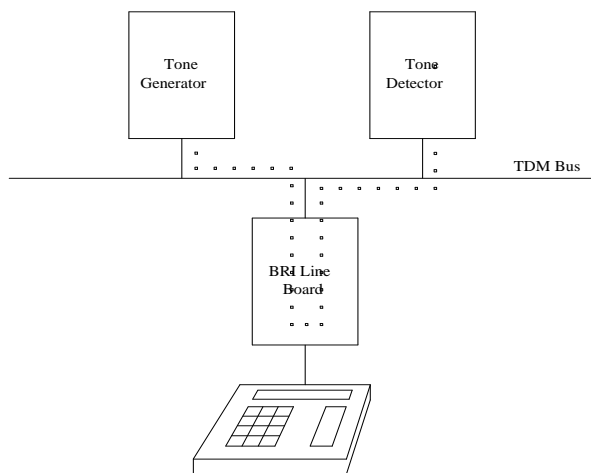 Tone
Generator
Tone
Detector
TDM Bus
BRI Line
Board